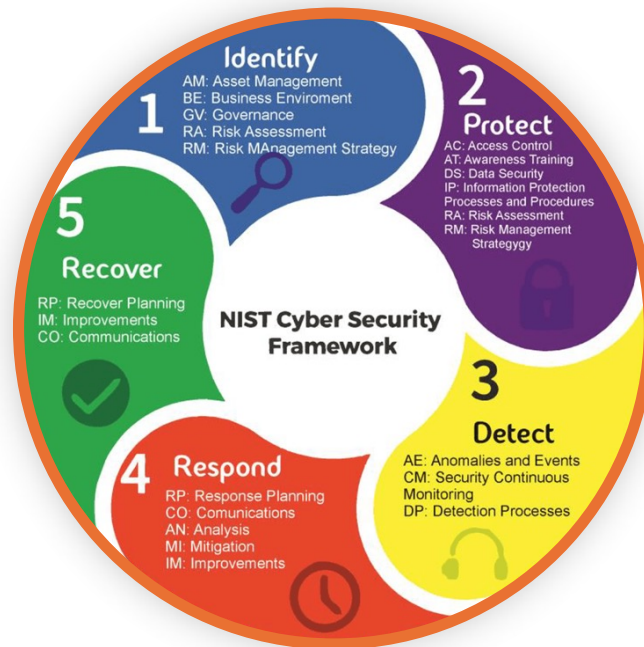 1
Identify
AM: Asset Management
BE: Business Enviroment
GV: Governance
RA: Risk Assessment
RM: Risk MAnagement Strategy
2
Protect
AC: Access Control
AT: Awareness Training
DS: Data Security
IP: Information Protection
Processes and Procedures
RA: Risk Assessment
RM: Risk Management
Strategygy
3
Detect
AE: Anomalies and Events
CM: Security Continuous
Monitoring
DP: Detection Processes
4
Respond
RP: Response Planning
CO: Comunications
AN: Analysis
MI: Mitigation
IM: Improvements
5
Recover
RP: Recover Planning
IM: Improvements
CO: Communications
NIST Cyber Security
Framework